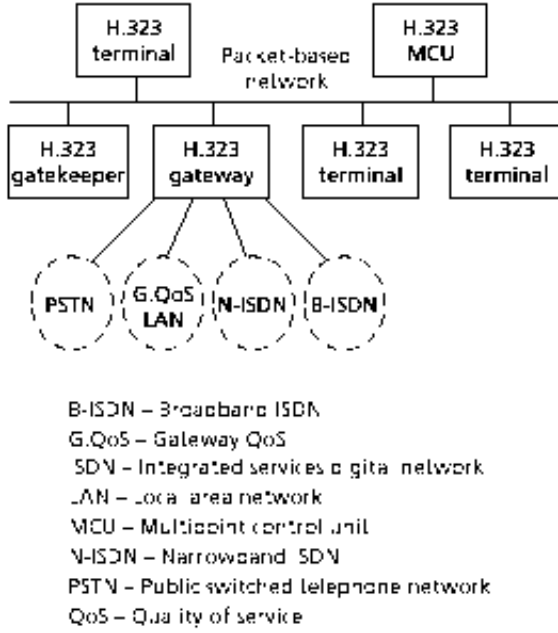 H.323
terminal
Packet-based
network
H.323
MCU
H.323
gatekeeper
H.323
gateway
H.323
terminal
H.323
terminal
PSTN
G.QoS
LAN
N-ISDN
B-ISDN
B-ISDN – Broadband ISDN
G.QoS – Gateway QoS
ISDN – Integrated services digital network
LAN – Local area network
MCU – Multipoint control unit
N-ISDN – Narrowband ISDN
PSTN – Public switched telephone network
QoS – Quality of service